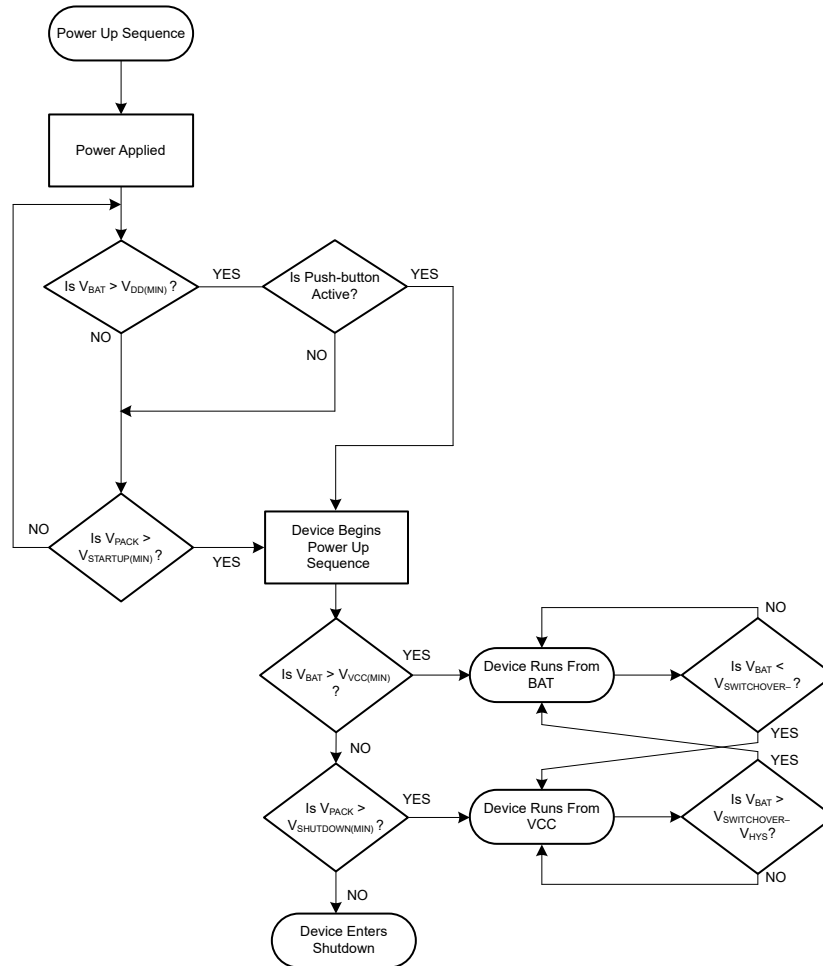 Power Up Sequence
Power Applied
Is VBAT > VDD(MIN) ?
YES
Is Push-button
Active?
YES
NO
NO
Is VPACK >
VSTARTUP(MIN) ?
NO
YES
Device Begins
Power Up
Sequence
Is VBAT > VVCC(MIN)
?
YES
Device Runs From
BAT
NO
Is VBAT <
VSWITCHOVER– ?
YES
NO
Is VPACK >
VSHUTDOWN(MIN) ?
YES
Device Runs From
VCC
YES
Is VBAT >
VSWITCHOVER–
VHYS?
NO
NO
Device Enters
Shutdown